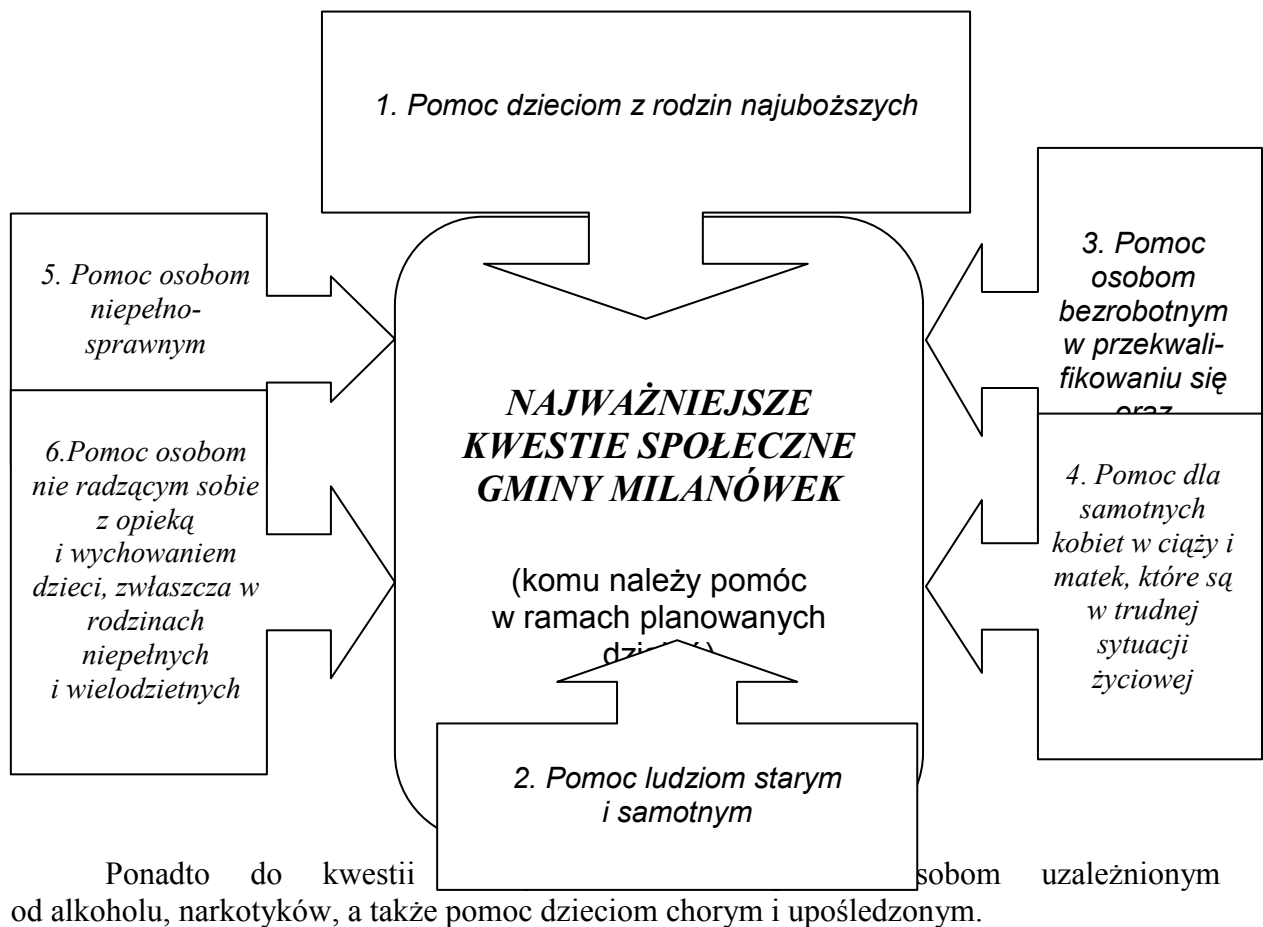 1. Pomoc dzieciom z rodzin najuboższych
5. Pomoc osobom
niepełno-
sprawnym
3. Pomoc
osobom
bezrobotnym
w przekwali-
fikowaniu się
oraz
NAJWAŻNIEJSZE
KWESTIE SPOŁECZNE
GMINY MILANÓWEK
(komu należy pomóc
w ramach planowanych
6.Pomoc osobom
nie radzącym sobie
z opieką
i wychowaniem
dzieci, zwłaszcza w
rodzinach
niepełnych
i wielodzietnych
4. Pomoc dla
samotnych
kobiet w ciąży i
matek, które są
w trudnej
sytuacji
życiowej
2. Pomoc ludziom starym
i samotnym
Ponadto do kwestii sobom uzależnionym
od alkoholu, narkotyków, a także pomoc dzieciom chorym i upośledzonym.